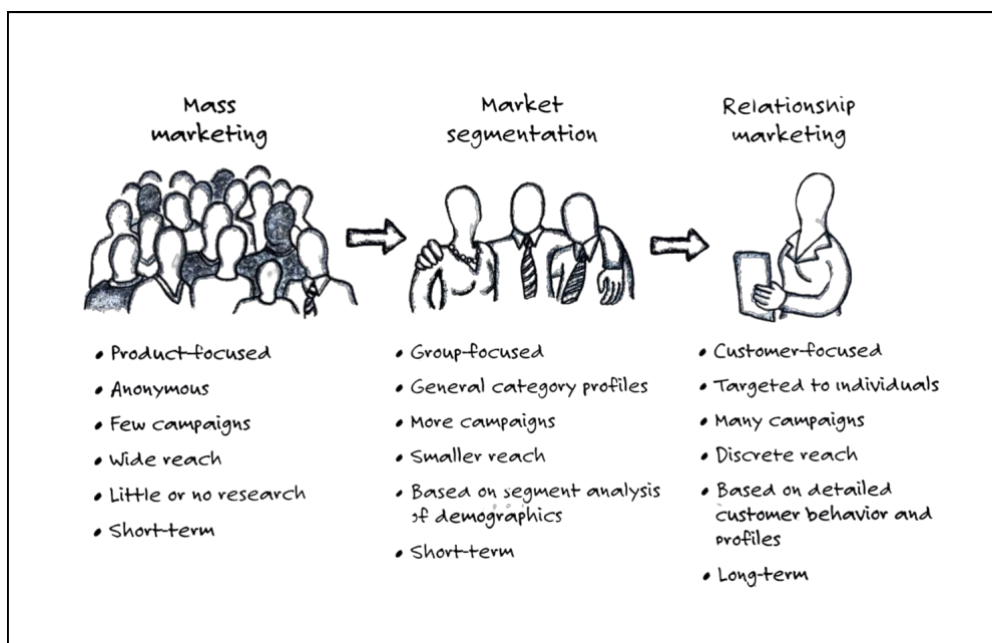 Mass
marketing
• Product-focused
• Anonymous
• Few campaigns
• Wide reach
• Little or no research
• Short-term
Market
segmentation
• Group-focused
• General category profiles
• More campaigns
• Smaller reach
• Based on segment analysis
of demographics
• Short-term
Relationship
marketing
• Customer-focused
• Targeted to individuals
• Many campaigns
• Discrete reach
• Based on detailed
customer behavior and
profiles
• Long-term